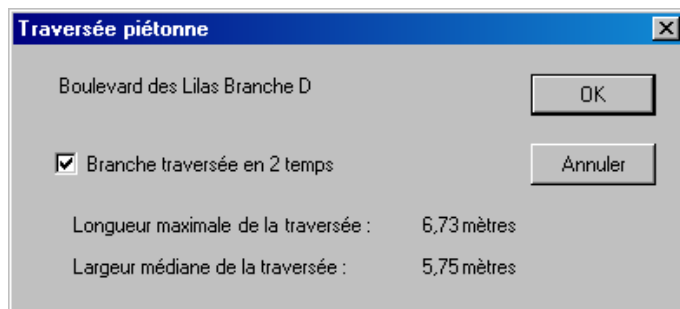 Traversée piétonne
Boulevard des Lilas Branche D
OK
Branche traversée en 2 temps
Annuler
Longueur maximale de la traversée : 6,73 mètres
Largeur médiane de la traversée : 5,75 mètres